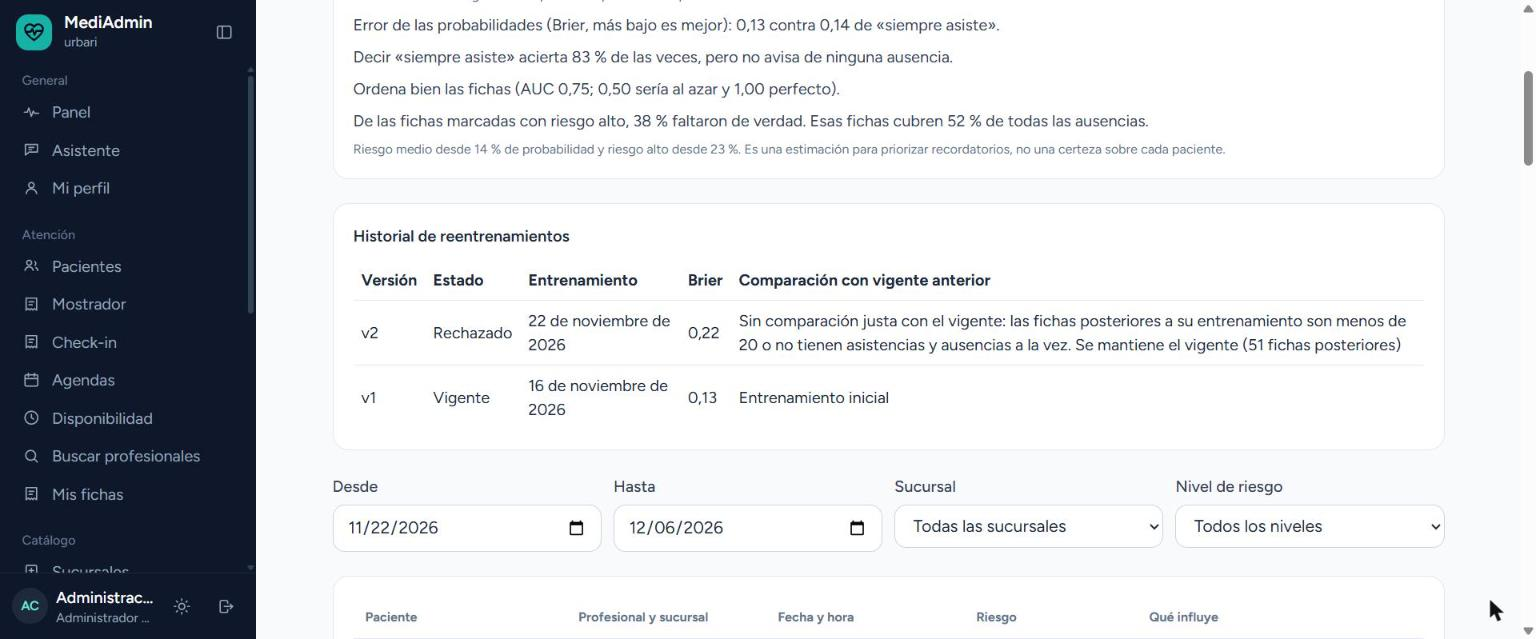 MediAdmin
urbari
General
Panel
Asistente
Mi perfil
Atención
Pacientes
Mostrador
Check-in
Agendas
Disponibilidad
Buscar profesionales
Mis fichas
Catálogo
Sucursales
AC
Administrac...
Administrador ...
Error de las probabilidades (Brier, más bajo es mejor): 0,13 contra 0,14 de «siempre asiste».
Decir «siempre asiste» acierta 83 % de las veces, pero no avisa de ninguna ausencia.
Ordena bien las fichas (AUC 0,75; 0,50 sería al azar y 1,00 perfecto).
De las fichas marcadas con riesgo alto, 38 % faltaron de verdad. Esas fichas cubren 52 % de todas las ausencias.
Riesgo medio desde 14 % de probabilidad y riesgo alto desde 23 %. Es una estimación para priorizar recordatorios, no una certeza sobre cada paciente.
Historial de reentrenamientos
Versión Estado Entrenamiento Brier Comparación con vigente anterior
v2 Rechazado 22 de noviembre de 2026 0,22 Sin comparación justa con el vigente: las fichas posteriores a su entrenamiento son menos de
20 o no tienen asistencias y ausencias a la vez. Se mantiene el vigente (51 fichas posteriores)
v1 Vigente 16 de noviembre de 2026 0,13 Entrenamiento inicial
Desde Hasta Sucursal Nivel de riesgo
11/22/2026 12/06/2026 Todas las sucursales Todos los niveles
Paciente Profesional y sucursal Fecha y hora Riesgo Qué influye